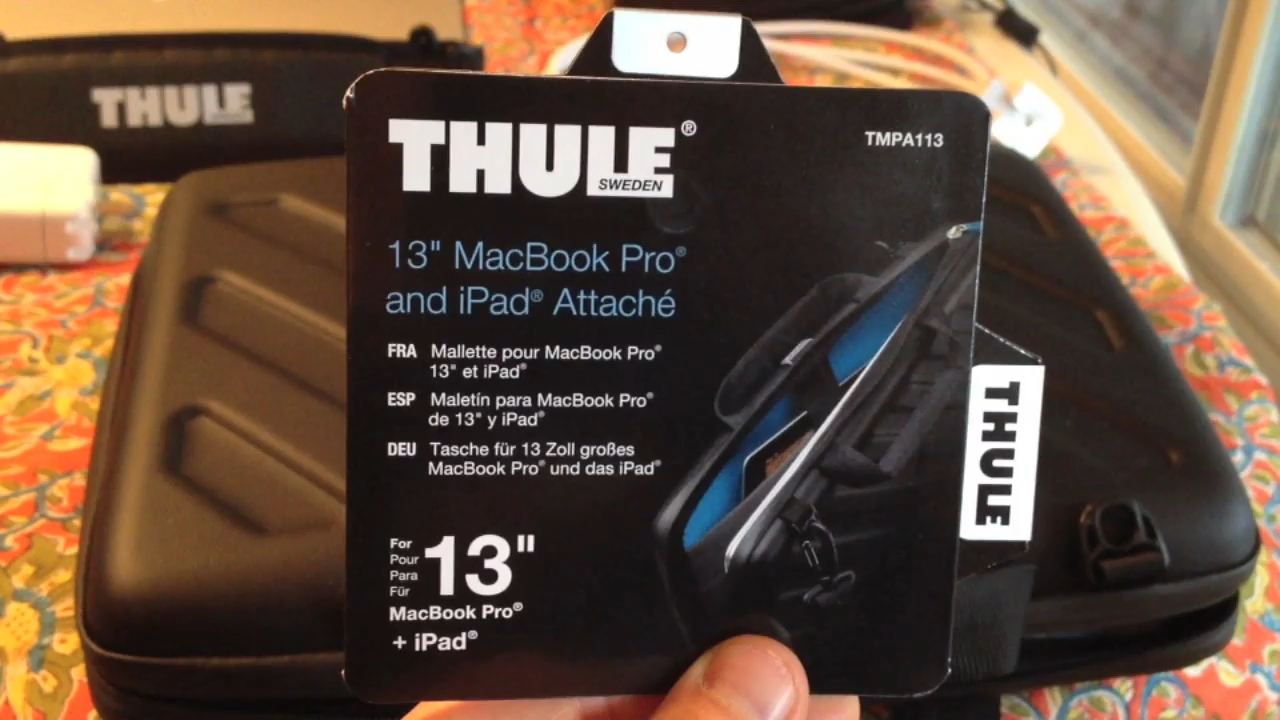 THULE
THULE®
SWEDEN
TMPA113
13" MacBook Pro®
and iPad® Attaché
FRA Mallette pour MacBook Pro®
13" et iPad®
ESP Maletín para MacBook Pro®
de 13" y iPad®
DEU Tasche für 13 Zoll großes
MacBook Pro® und das iPad®
For
Pour
Para
Für
13"
MacBook Pro®
+ iPad®
THULE